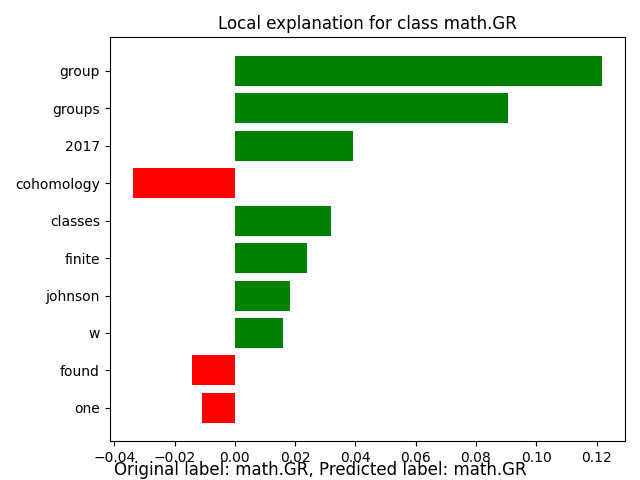 Local explanation for class math.GR
group
groups
2017
cohomology
classes
finite
johnson
w
found
one
−0.04 −0.02 0.00 0.02 0.04 0.06 0.08 0.10 0.12
Original label: math.GR, Predicted label: math.GR